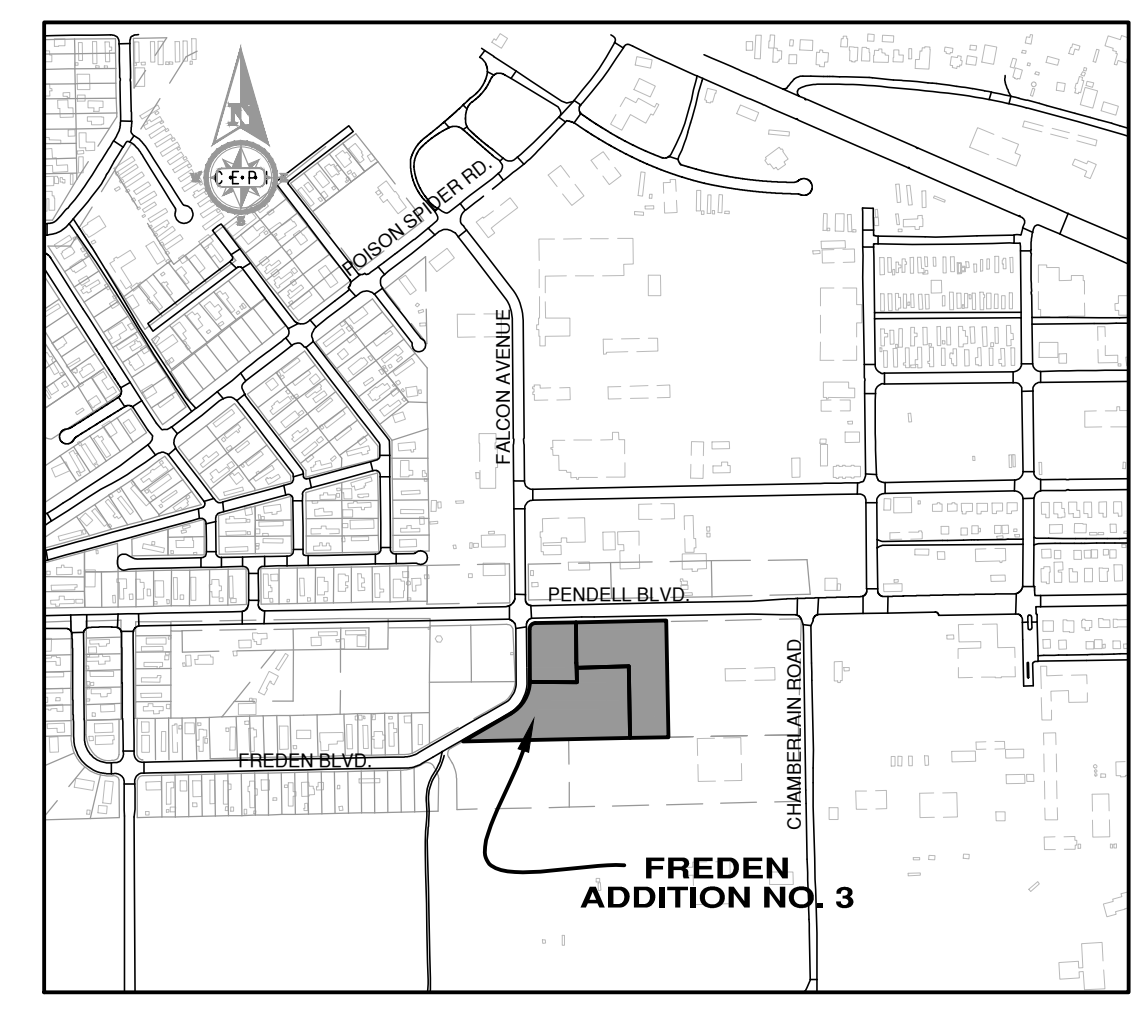 N
C·E·P·I
POISON SPIDER RD.
FALCON AVENUE
PENDELL BLVD.
CHAMBERLAIN ROAD
FREDEN BLVD.
FREDEN
ADDITION NO. 3